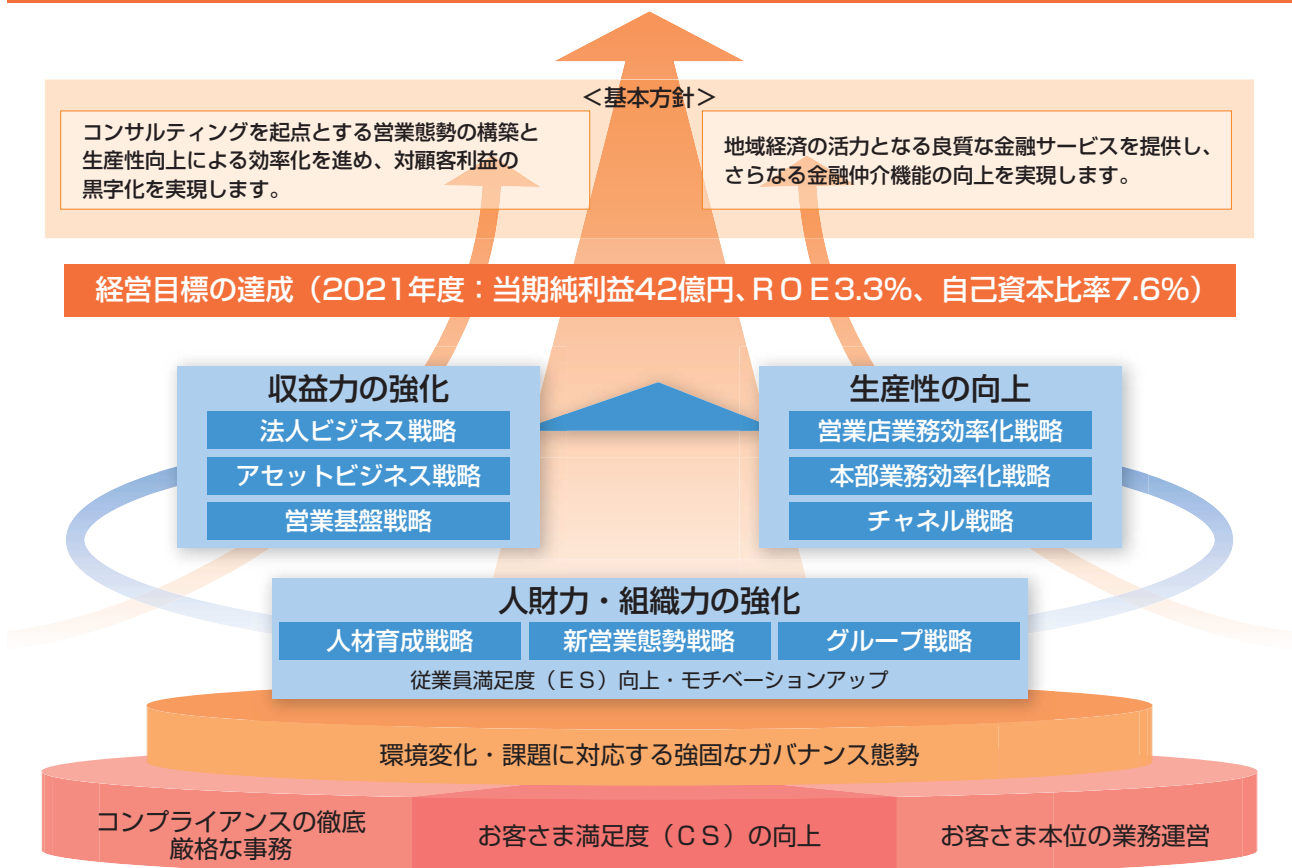 ＜基本方針＞
コンサルティングを起点とする営業態勢の構築と
生産性向上による効率化を進め、対顧客利益の
黒字化を実現します。
地域経済の活力となる良質な金融サービスを提供し、
さらなる金融仲介機能の向上を実現します。
経営目標の達成（2021年度：当期純利益42億円、ＲＯＥ3.3%、自己資本比率7.6%）
収益力の強化
法人ビジネス戦略
アセットビジネス戦略
営業基盤戦略
生産性の向上
営業店業務効率化戦略
本部業務効率化戦略
チャネル戦略
人財力・組織力の強化
人材育成戦略
新営業態勢戦略
グループ戦略
従業員満足度（ＥＳ）向上・モチベーションアップ
環境変化・課題に対応する強固なガバナンス態勢
コンプライアンスの徹底
厳格な事務
お客さま満足度（ＣＳ）の向上
お客さま本位の業務運営